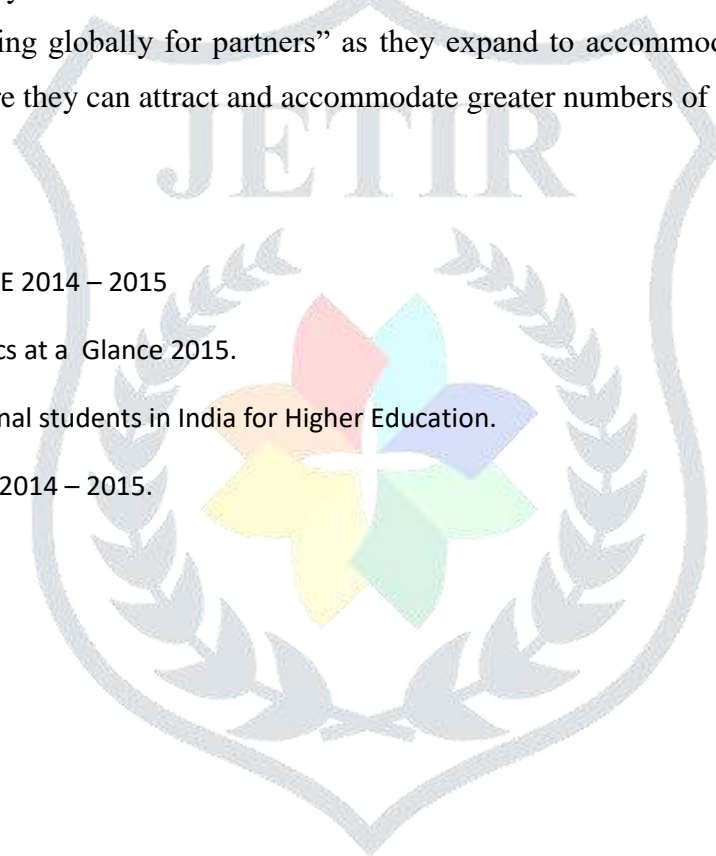 ing globally for partners” as they expand to accommod
re they can attract and accommodate greater numbers of
JETIR
E 2014 – 2015
cs at a Glance 2015.
nal students in India for Higher Education.
2014 – 2015.